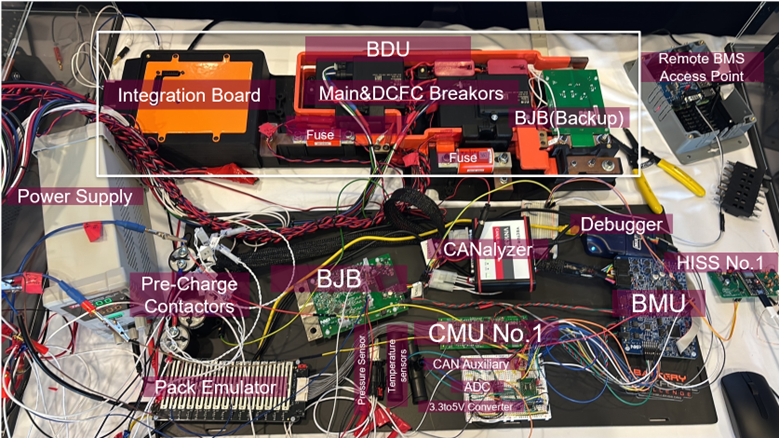 BDU
Integration Board
Main&DCFC Breakors
Remote BMS
Access Point
BJB(Backup)
Fuse
Fuse
Power Supply
Debugger
CANalyzer
HISS No.1
Pre-Charge
Contactors
BJB
BMU
CMU No.1
Pressure Sensor
Temperature
sensors
CAN Auxiliary
ADC
3.3to5V. Converter
Pack Emulator